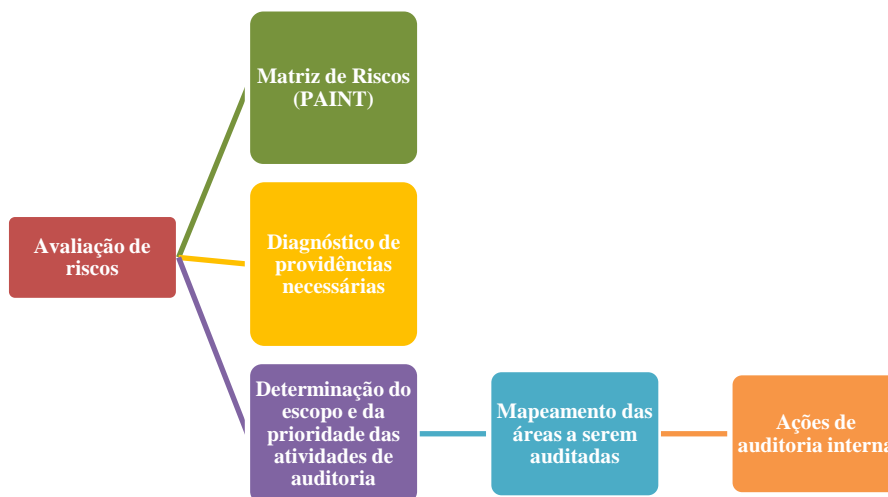 Matriz de Riscos
(PAINT)
Avaliação de
riscos
Diagnóstico de
providências
necessárias
Determinação do
escopo e da
prioridade das
atividades de
auditoria
Mapeamento das
áreas a serem
auditadas
Ações de
auditoria interna